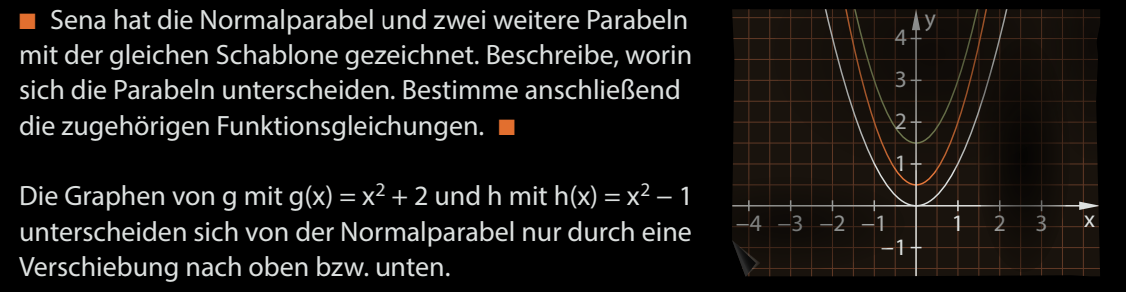 ■ Sena hat die Normalparabel und zwei weitere Parabeln
mit der gleichen Schablone gezeichnet. Beschreibe, worin
sich die Parabeln unterscheiden. Bestimme anschließend
die zugehörigen Funktionsgleichungen. ■
Die Graphen von g mit g(x) = x² + 2 und h mit h(x) = x² − 1
unterscheiden sich von der Normalparabel nur durch eine
Verschiebung nach oben bzw. unten.
y
4
3
2
1
−4 −3 −2 −1 1 2 3 x
−1